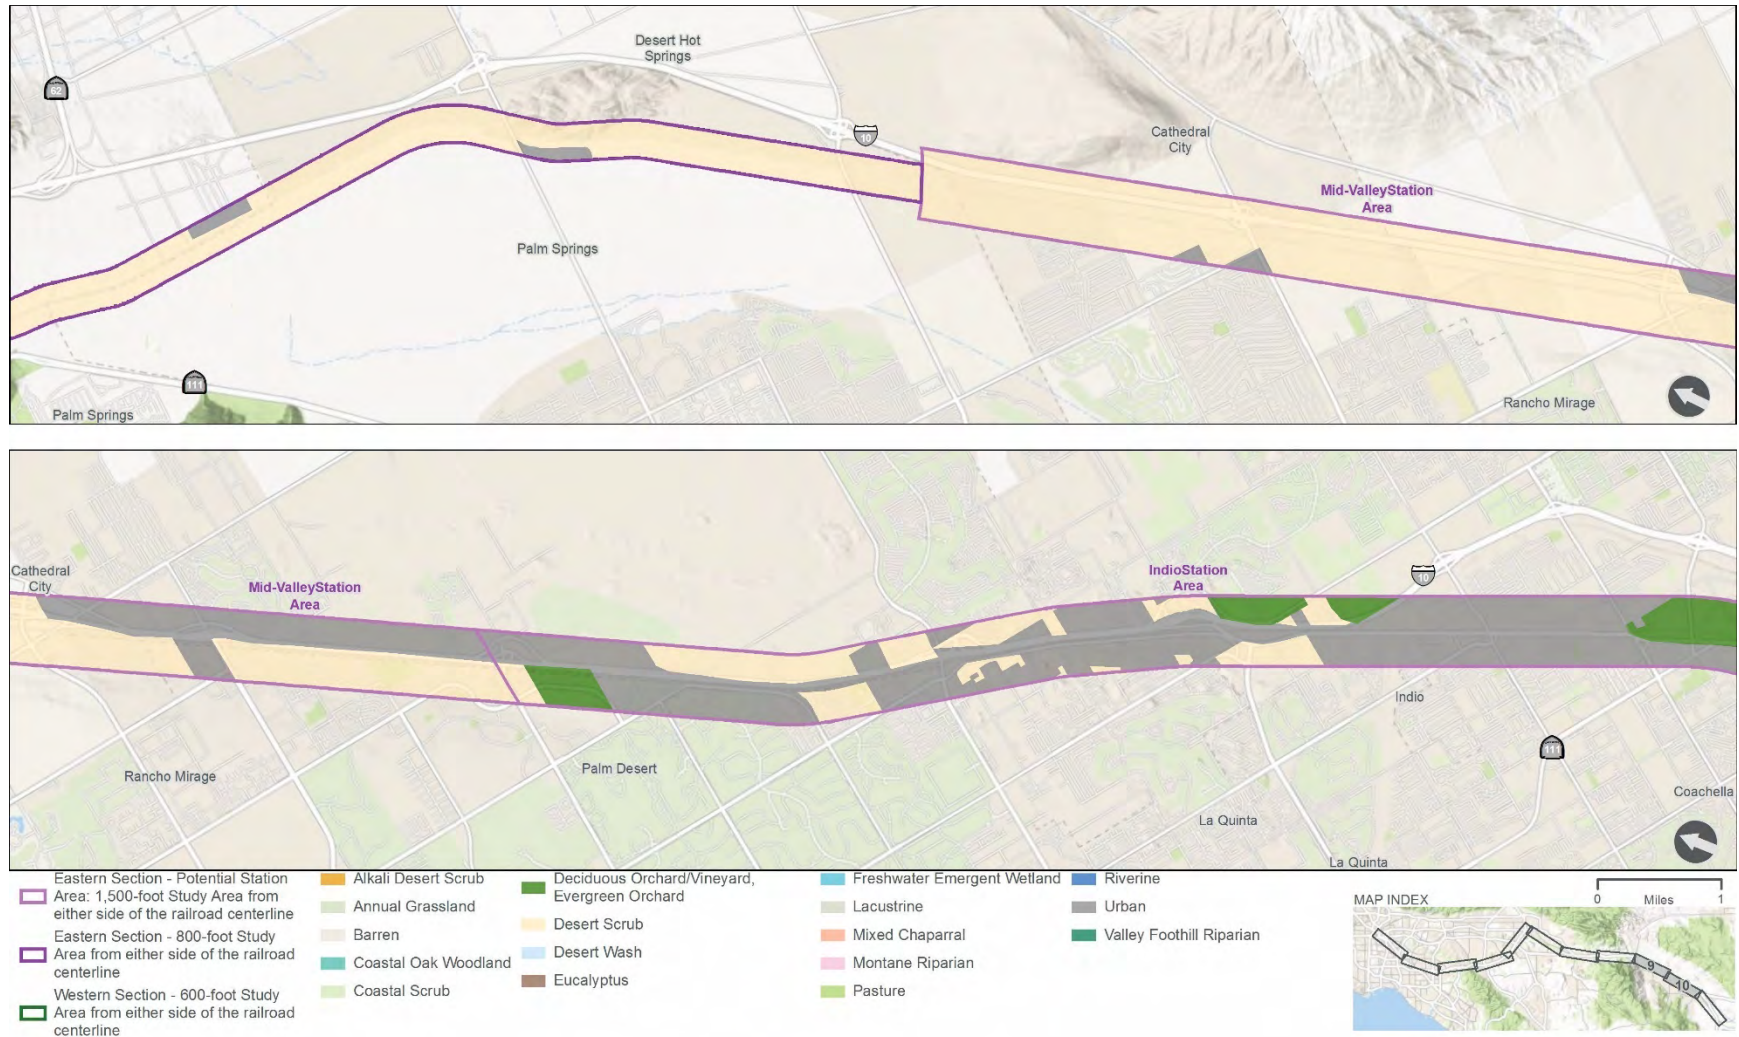 Desert Hot
Springs
62
10
Cathedral
City
Mid-ValleyStation
Area
Palm Springs
111
Palm Springs
Rancho Mirage
Cathedral
City
Mid-ValleyStation
Area
IndioStation
Area
10
Indio
111
Rancho Mirage
Palm Desert
Coachella
La Quinta
La Quinta
Eastern Section - Potential Station
Area: 1,500-foot Study Area from
either side of the railroad centerline
Eastern Section - 800-foot Study
Area from either side of the railroad
centerline
Western Section - 600-foot Study
Area from either side of the railroad
centerline
Alkali Desert Scrub
Annual Grassland
Barren
Coastal Oak Woodland
Coastal Scrub
Deciduous Orchard/Vineyard,
Evergreen Orchard
Desert Scrub
Desert Wash
Eucalyptus
Freshwater Emergent Wetland
Lacustrine
Mixed Chaparral
Montane Riparian
Pasture
Riverine
Urban
Valley Foothill Riparian
0 Miles 1
MAP INDEX
9
10